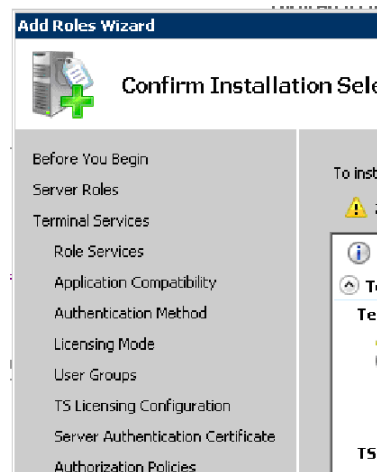 Add Roles Wizard
Confirm Installation Sele
Before You Begin
Server Roles
Terminal Services
Role Services
Application Compatibility
Authentication Method
Licensing Mode
User Groups
TS Licensing Configuration
Server Authentication Certificate
Authorization Policies
To inst
Te
Te
TS